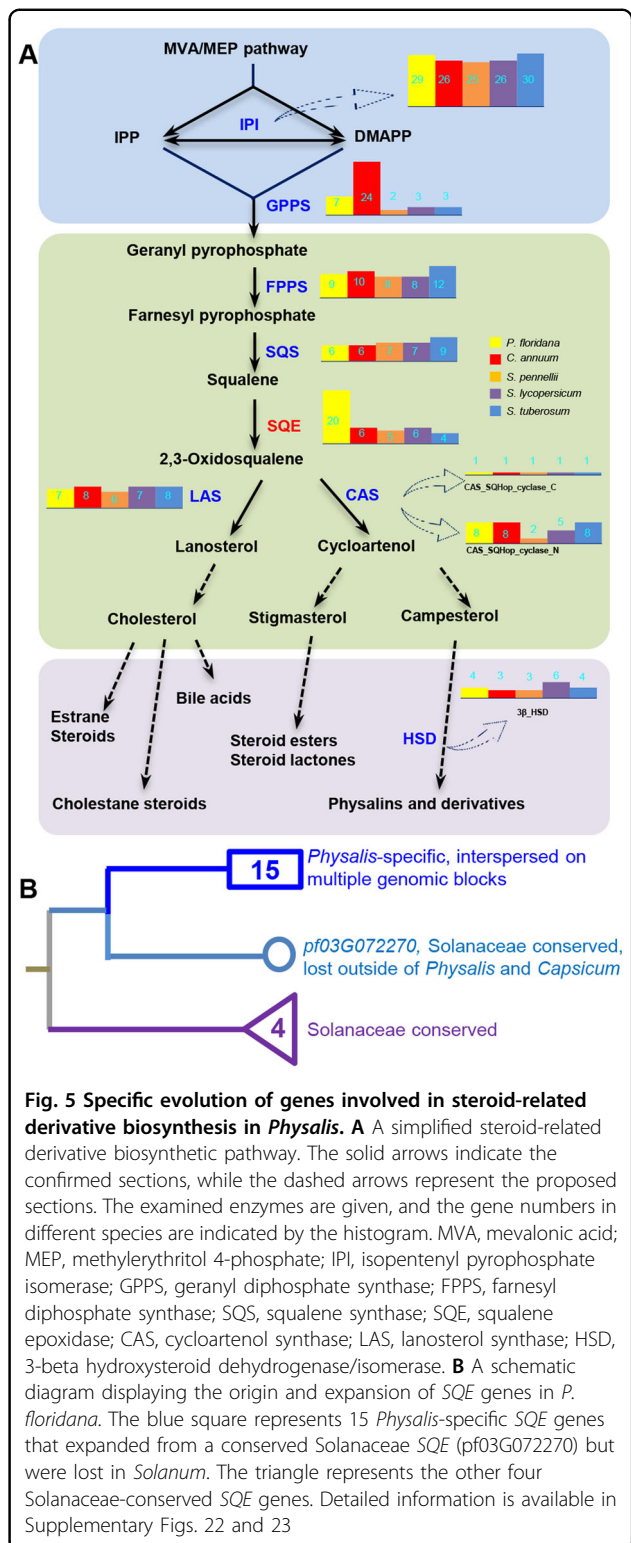 A
MVA/MEP pathway
29 26 21 26 30
IPP
IPI
DMAPP
GPPS
7 24 2 3 3
Geranyl pyrophosphate
FPPS
9 10 8 12
Farnesyl pyrophosphate
SQS
6 6 7 7 9
Squalene
P. floridana
C. annuum
S. pennellii
S. lycopersicum
S. tuberosum
SQE
20 6 5 6 4
2,3-Oxidosqualene
7 8 6 7 8
LAS
CAS
1 1 1 1 1
CAS_SQHop_cyclase_C
8 8 2 5 8
CAS_SQHop_cyclase_N
Lanosterol
Cycloartenol
Cholesterol
Stigmasterol
Campesterol
4 3 3 6 4
3β_HSD
Bile acids
Estrane
Steroids
Steroid esters
Steroid lactones
HSD
Cholestane steroids
Physalins and derivatives
B
15
Physalis-specific, interspersed on
multiple genomic blocks
pf03G072270, Solanaceae conserved,
lost outside of Physalis and Capsicum
4
Solanaceae conserved
Fig. 5 Specific evolution of genes involved in steroid-related
derivative biosynthesis in Physalis. A A simplified steroid-related
derivative biosynthetic pathway. The solid arrows indicate the
confirmed sections, while the dashed arrows represent the proposed
sections. The examined enzymes are given, and the gene numbers in
different species are indicated by the histogram. MVA, mevalonic acid;
MEP, methylerythritol 4-phosphate; IPI, isopentenyl pyrophosphate
isomerase; GPPS, geranyl diphosphate synthase; FPPS, farnesyl
diphosphate synthase; SQS, squalene synthase; SQE, squalene
epoxidase; CAS, cycloartenol synthase; LAS, lanosterol synthase; HSD,
3-beta hydroxysteroid dehydrogenase/isomerase. B A schematic
diagram displaying the origin and expansion of SQE genes in P.
floridana. The blue square represents 15 Physalis-specific SQE genes
that expanded from a conserved Solanaceae SQE (pf03G072270) but
were lost in Solanum. The triangle represents the other four
Solanaceae-conserved SQE genes. Detailed information is available in
Supplementary Figs. 22 and 23